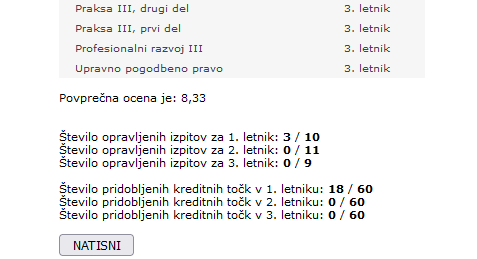 Praksa III, drugi del 3. letnik
Praksa III, prvi del 3. letnik
Profesionalni razvoj III 3. letnik
Upravno pogodbeno pravo 3. letnik
Povprečna ocena je: 8,33
Število opravljenih izpitov za 1. letnik: 3 / 10
Število opravljenih izpitov za 2. letnik: 0 / 11
Število opravljenih izpitov za 3. letnik: 0 / 9
Število pridobljenih kreditnih točk v 1. letniku: 18 / 60
Število pridobljenih kreditnih točk v 2. letniku: 0 / 60
Število pridobljenih kreditnih točk v 3. letniku: 0 / 60
NATISNI